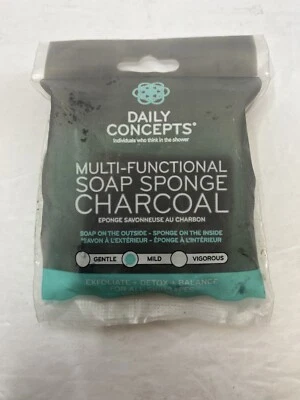 DAILY
CONCEPTS®
Individuals who think in the shower
MULTI-FUNCTIONAL
SOAP SPONGE
CHARCOAL
EPONGE SAVONNEUSE AU CHARBON
SOAP ON THE OUTSIDE - SPONGE ON THE INSIDE
SAVON À L'EXTÉRIEUR - ÉPONGE À L'INTÉRIEUR
GENTLE MILD VIGOROUS
EXFOLIATE + DETOX + BALANCE